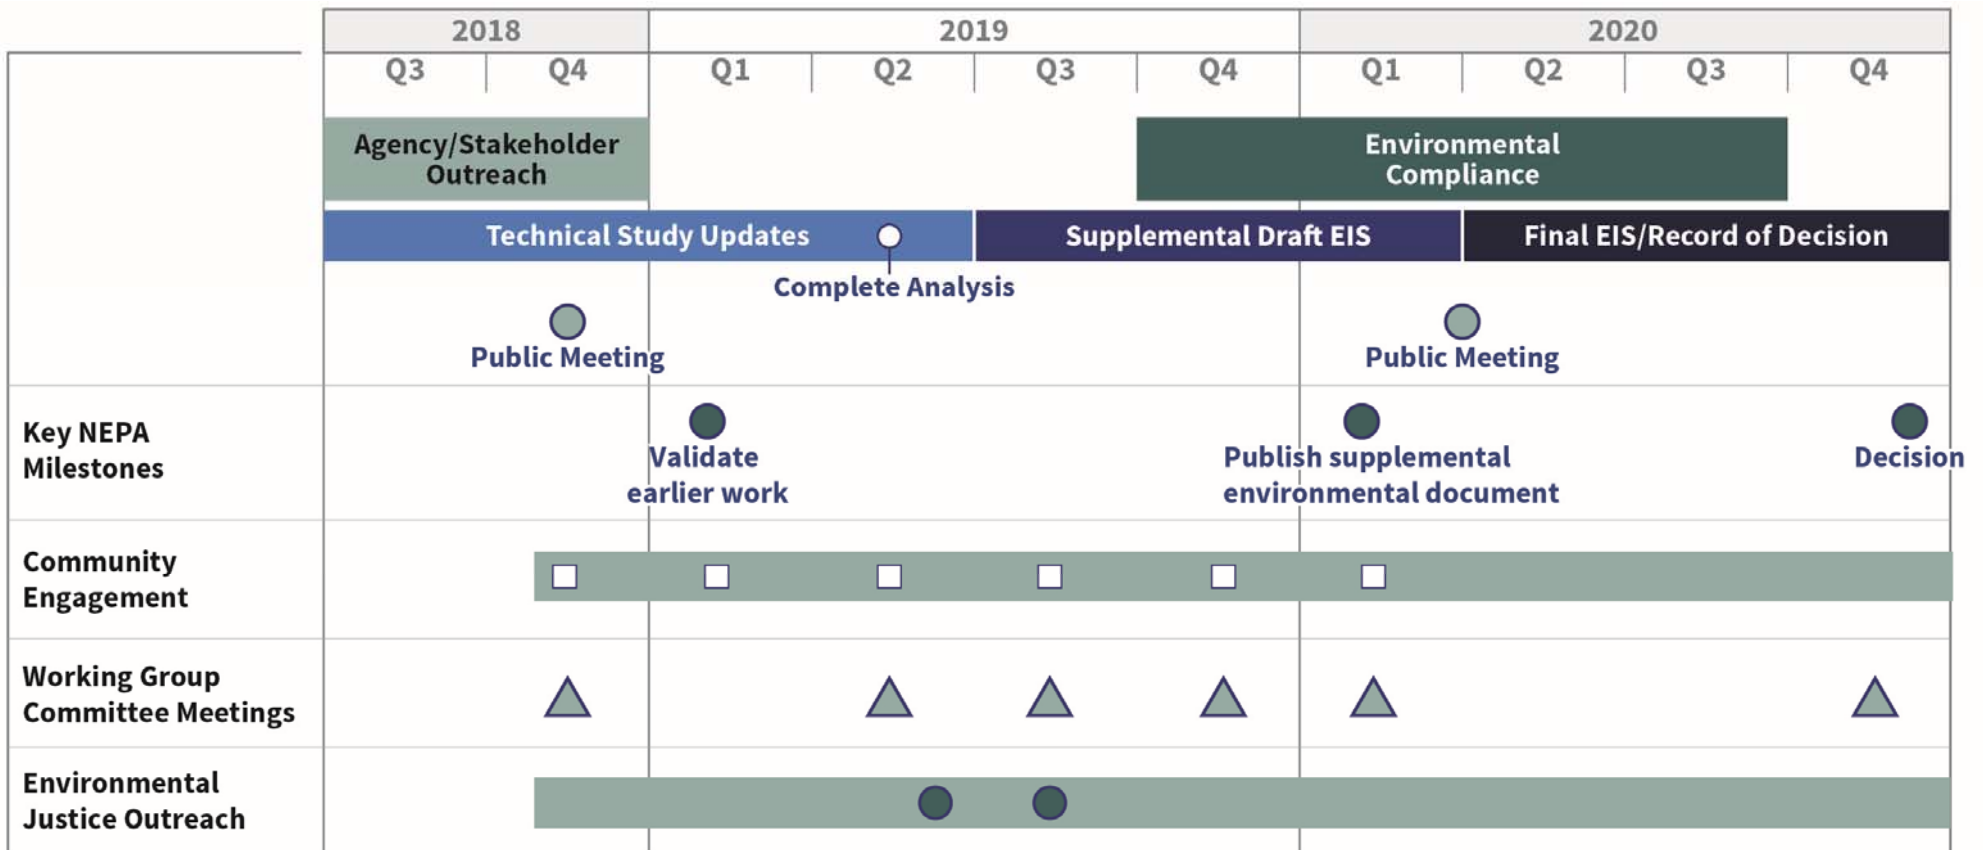 2018 2019 2020
Q3 Q4 Q1 Q2 Q3 Q4 Q1 Q2 Q3 Q4
Agency/Stakeholder
Outreach
Environmental
Compliance
Technical Study Updates
Supplemental Draft EIS
Final EIS/Record of Decision
Complete Analysis
Public Meeting
Public Meeting
Key NEPA
Milestones
Validate
earlier work
Publish supplemental
environmental document
Decision
Community
Engagement
Working Group
Committee Meetings
Environmental
Justice Outreach